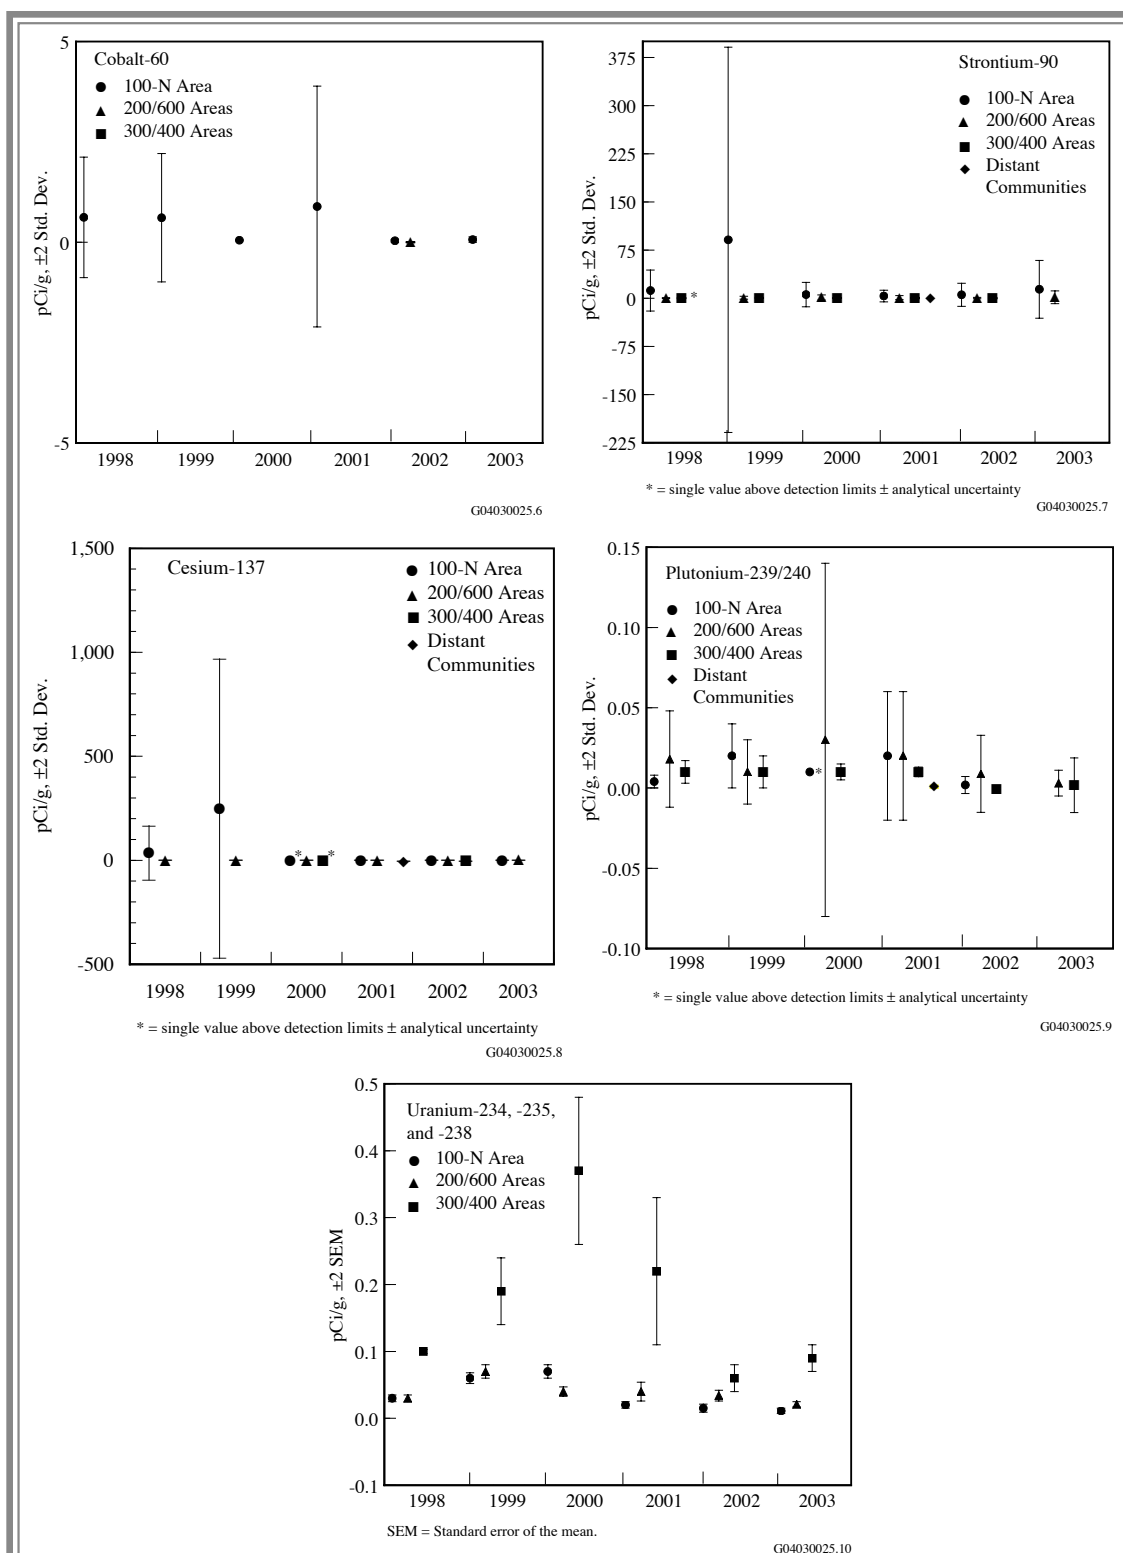 5
0
-5
pCi/g, ±2 Std. Dev.
Cobalt-60
100-N Area
200/600 Areas
300/400 Areas
1998 1999 2000 2001 2002 2003
G04030025.6
375
300
225
150
75
0
-75
-150
-225
pCi/g, ±2 Std. Dev.
Strontium-90
100-N Area
200/600 Areas
300/400 Areas
Distant
Communities
*
1998 1999 2000 2001 2002 2003
* = single value above detection limits ± analytical uncertainty
G04030025.7
1,500
1,000
500
0
-500
pCi/g, ±2 Std. Dev.
Cesium-137
100-N Area
200/600 Areas
300/400 Areas
Distant
Communities
* *
1998 1999 2000 2001 2002 2003
* = single value above detection limits ± analytical uncertainty
G04030025.8
0.15
0.10
0.05
0.00
-0.05
-0.10
pCi/g, ±2 Std. Dev.
Plutonium-239/240
100-N Area
200/600 Areas
300/400 Areas
Distant
Communities
*
1998 1999 2000 2001 2002 2003
* = single value above detection limits ± analytical uncertainty
G04030025.9
0.5
0.4
0.3
0.2
0.1
0.0
-0.1
pCi/g, ±2 SEM
Uranium-234, -235,
and -238
100-N Area
200/600 Areas
300/400 Areas
1998 1999 2000 2001 2002 2003
SEM = Standard error of the mean.
G04030025.10